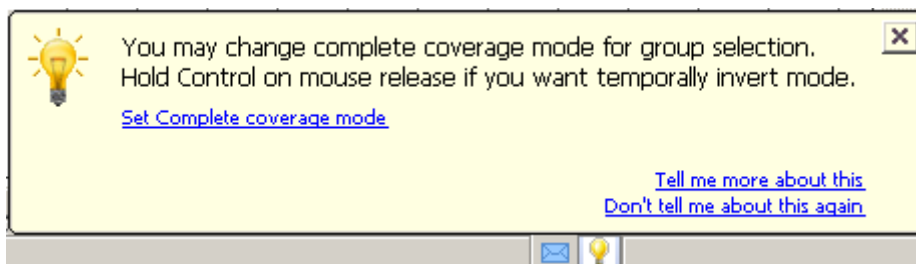 You may change complete coverage mode for group selection.
Hold Control on mouse release if you want temporally invert mode.
Set Complete coverage mode
Tell me more about this
Don't tell me about this again